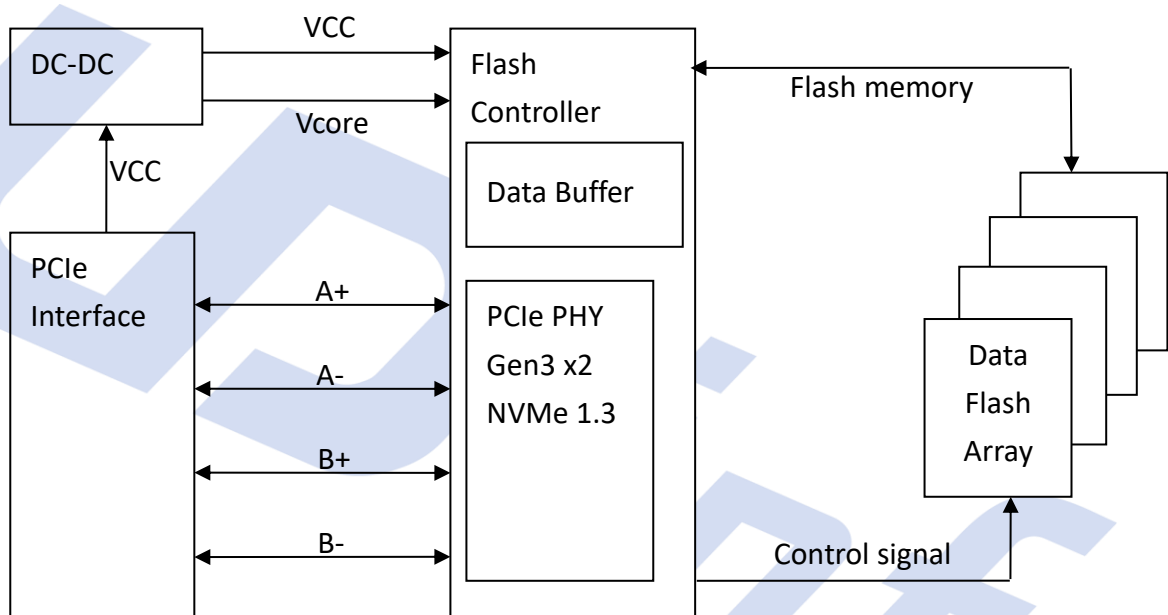 VCC
DC-DC
Flash
Controller
Flash memory
Vcore
VCC
Data Buffer
PCIe
Interface
A+
PCIe PHY
Gen3 x2
NVMe 1.3
A-
B+
B-
Data
Flash
Array
Control signal